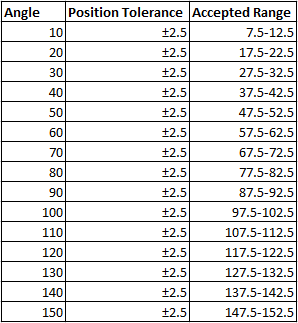 Angle Position Tolerance Accepted Range
10 ±2.5 7.5-12.5
20 ±2.5 17.5-22.5
30 ±2.5 27.5-32.5
40 ±2.5 37.5-42.5
50 ±2.5 47.5-52.5
60 ±2.5 57.5-62.5
70 ±2.5 67.5-72.5
80 ±2.5 77.5-82.5
90 ±2.5 87.5-92.5
100 ±2.5 97.5-102.5
110 ±2.5 107.5-112.5
120 ±2.5 117.5-122.5
130 ±2.5 127.5-132.5
140 ±2.5 137.5-142.5
150 ±2.5 147.5-152.5